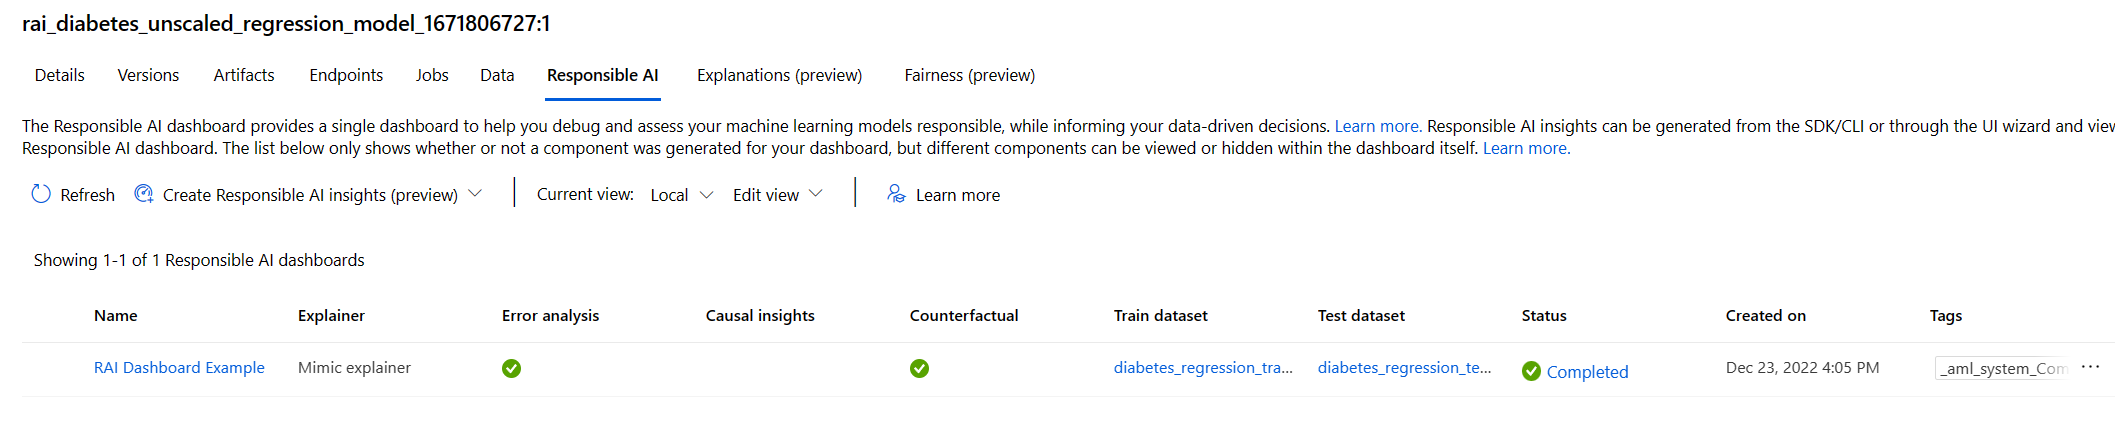 rai_diabetes_unscaled_regression_model_1671806727:1
Details Versions Artifacts Endpoints Jobs Data Responsible AI Explanations (preview) Fairness (preview)
The Responsible AI dashboard provides a single dashboard to help you debug and assess your machine learning models responsible, while informing your data-driven decisions. Learn more. Responsible AI insights can be generated from the SDK/CLI or through the UI wizard and view
Responsible AI dashboard. The list below only shows whether or not a component was generated for your dashboard, but different components can be viewed or hidden within the dashboard itself. Learn more.
Refresh Create Responsible AI insights (preview) Current view: Local Edit view Learn more
Showing 1-1 of 1 Responsible AI dashboards
Name Explainer Error analysis Causal insights Counterfactual Train dataset Test dataset Status Created on Tags
RAI Dashboard Example Mimic explainer diabetes_regression_tra... diabetes_regression_te... Completed Dec 23, 2022 4:05 PM _aml_system_Com ...